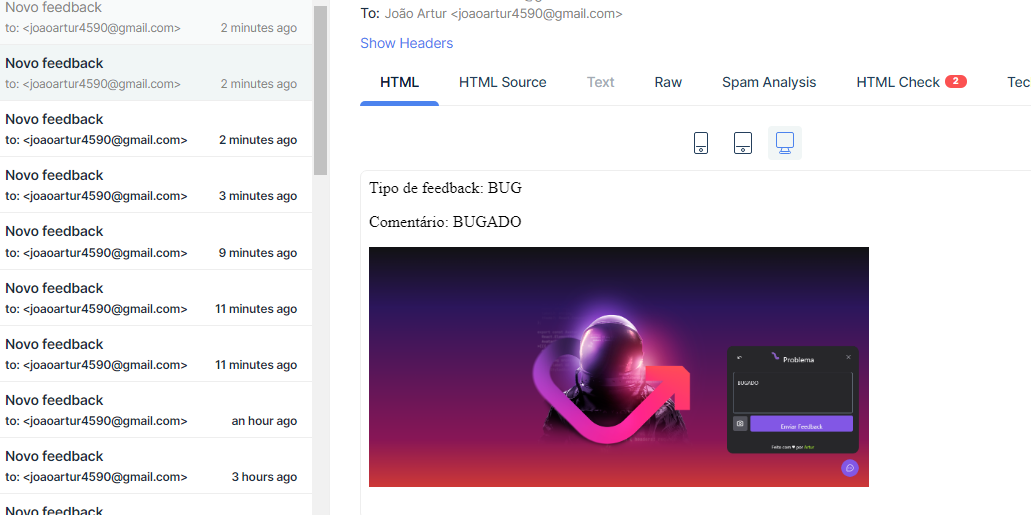 Novo feedback
to: <joaoartur4590@gmail.com> 2 minutes ago
Novo feedback
to: <joaoartur4590@gmail.com> 2 minutes ago
Novo feedback
to: <joaoartur4590@gmail.com> 2 minutes ago
Novo feedback
to: <joaoartur4590@gmail.com> 3 minutes ago
Novo feedback
to: <joaoartur4590@gmail.com> 9 minutes ago
Novo feedback
to: <joaoartur4590@gmail.com> 11 minutes ago
Novo feedback
to: <joaoartur4590@gmail.com> 11 minutes ago
Novo feedback
to: <joaoartur4590@gmail.com> an hour ago
Novo feedback
to: <joaoartur4590@gmail.com> 3 hours ago
Novo feedback
To: João Artur <joaoartur4590@gmail.com>
Show Headers
HTML HTML Source Text Raw Spam Analysis HTML Check 2 Tec
Tipo de feedback: BUG
Comentário: BUGADO
Problema
BUGADO
Enviar Feedback
Feito com ♥ por Artur